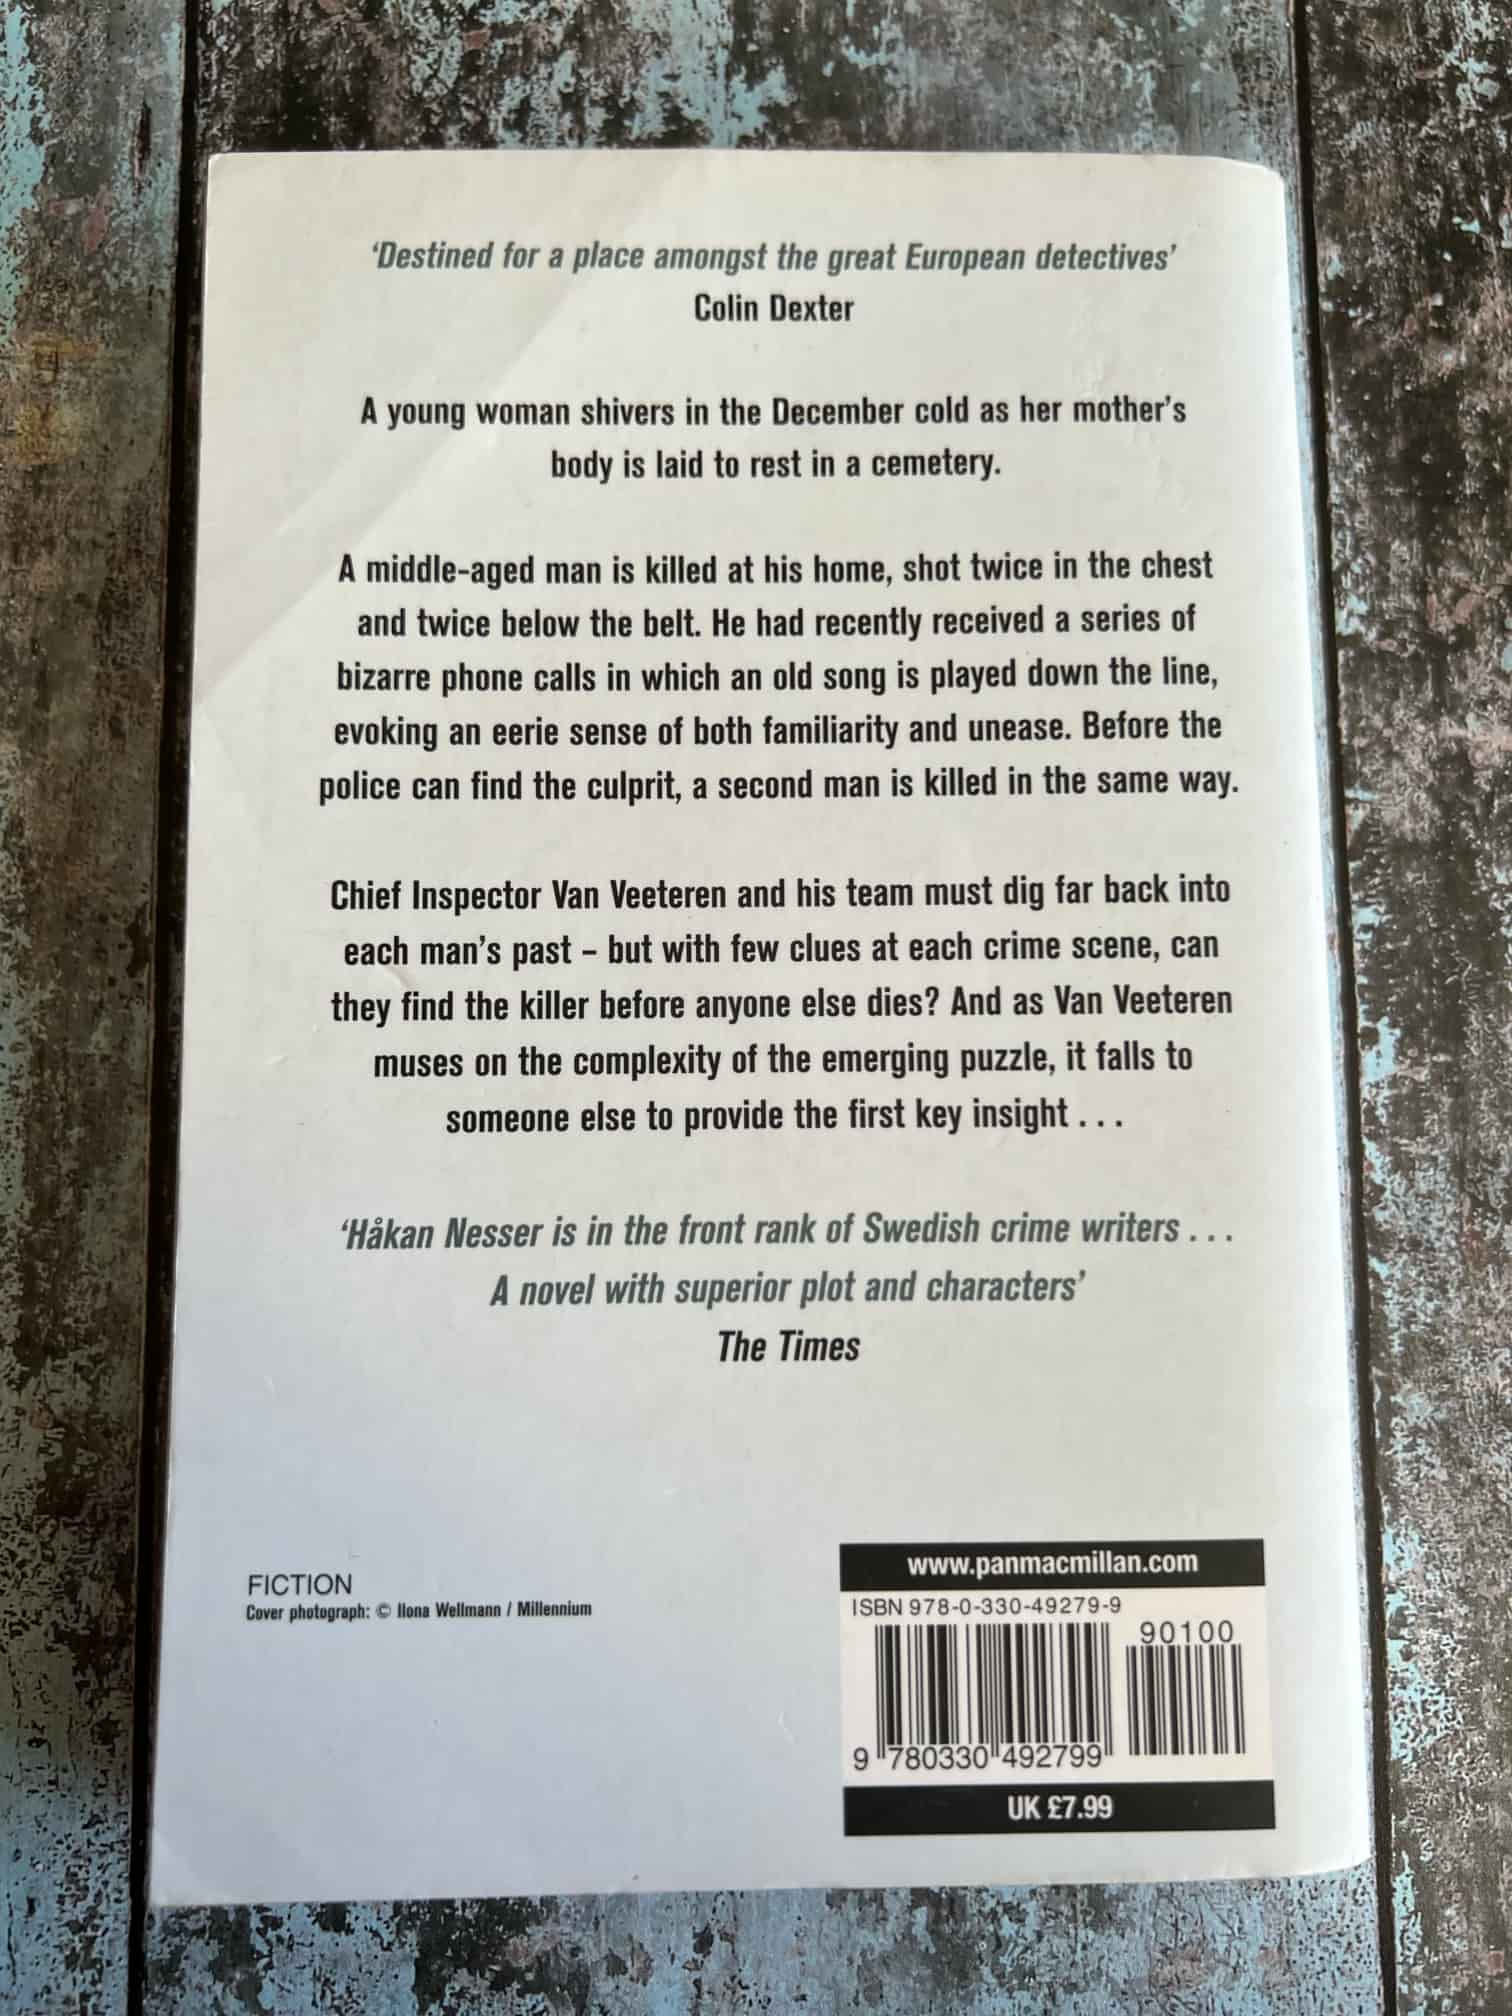 ‘Destined for a place amongst the great European detectives’
Colin Dexter
A young woman shivers in the December cold as her mother’s
body is laid to rest in a cemetery.
A middle-aged man is killed at his home, shot twice in the chest
and twice below the belt. He had recently received a series of
bizarre phone calls in which an old song is played down the line,
evoking an eerie sense of both familiarity and unease. Before the
police can find the culprit, a second man is killed in the same way.
Chief Inspector Van Veeteren and his team must dig far back into
each man’s past – but with few clues at each crime scene, can
they find the killer before anyone else dies? And as Van Veeteren
muses on the complexity of the emerging puzzle, it falls to
someone else to provide the first key insight . . .
‘Håkan Nesser is in the front rank of Swedish crime writers . . .
A novel with superior plot and characters’
The Times
FICTION
Cover photograph: © Ilona Wellmann / Millennium
www.panmacmillan.com
ISBN 978-0-330-49279-9
90100
9 780330 492799
UK £7.99